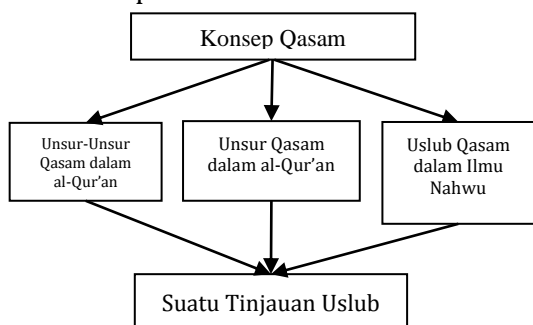 Konsep Qasam
Unsur-Unsur
Qasam dalam
al-Qur'an
Unsur Qasam
dalam al-Qur'an
Uslub Qasam
dalam Ilmu
Nahwu
Suatu Tinjauan Uslub